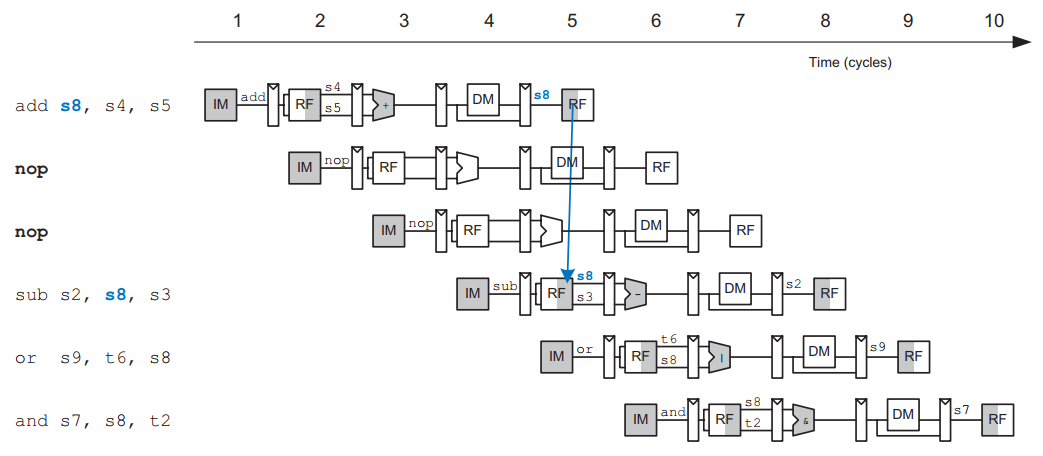 1 2 3 4 5 6 7 8 9 10
Time (cycles)
add s8, s4, s5 IM add RF s4 s5 + DM s8 RF
nop IM nop RF DM RF
nop IM nop RF DM RF
sub s2, s8, s3 IM sub RF s8 s3 - DM s2 RF
or s9, t6, s8 IM or RF t6 s8 | DM s9 RF
and s7, s8, t2 IM and RF s8 t2 & DM s7 RF